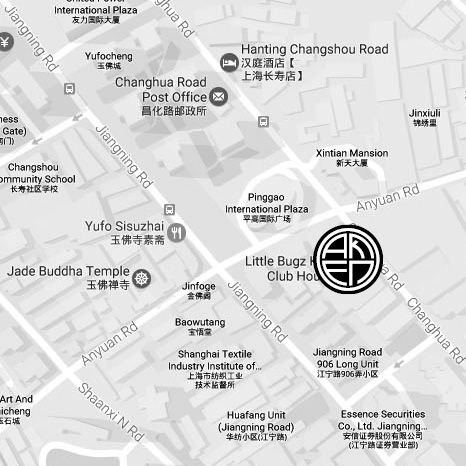 International Plaza
友力国际大厦
Jiangning Rd
Changhua Rd
Yufocheng
玉佛城
Hanting Changshou Road
汉庭酒店【
上海长寿店】
Changhua Road
Post Office
昌化路邮政所
Jinxiuli
锦绣里
Gate)
Jiangning Rd
Xintian Mansion
新天大厦
Changshou
Community School
长寿社区学校
Pinggao
International Plaza
平高国际广场
Anyuan Rd
Yufo Sisuzhai
玉佛寺素斋
Little Bugz
Club Hou
Jade Buddha Temple
玉佛禅寺
Jinfoge
金佛阁
Jiangning Rd
Changhua Rd
Baowutang
宝悟堂
Anyuan Rd
Shanghai Textile
Industry Institute of...
上海市纺织工业
技术监督所
Jiangning Road
906 Long Unit
江宁路906弄小区
Shaanxi N Rd
Art And
Huafang Unit
(Jiangning Road)
华纺小区(江宁路)
Essence Securities
Co., Ltd. Jiangning...
安信证券股份有限公司
(江宁路证券营业部)